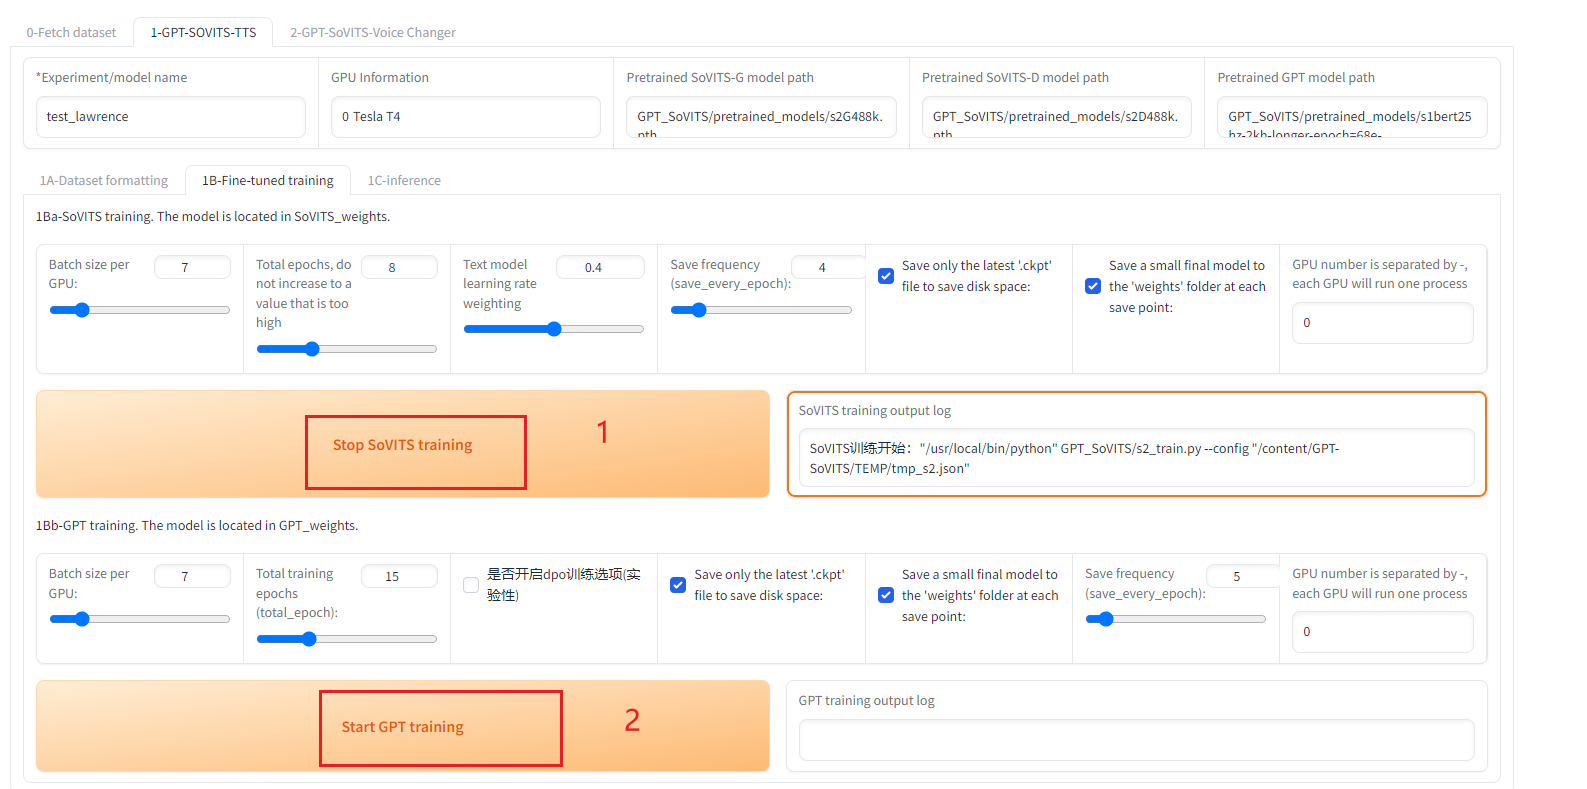 0-Fetch dataset
1-GPT-SOVITS-TTS
2-GPT-SoVITS-Voice Changer
*Experiment/model name
test_lawrence
GPU Information
0 Tesla T4
Pretrained SoVITS-G model path
GPT_SoVITS/pretrained_models/s2G488k.
pth
Pretrained SoVITS-D model path
GPT_SoVITS/pretrained_models/s2D488k.
pth
Pretrained GPT model path
GPT_SoVITS/pretrained_models/s1bert25
hz-2kh-longer-epoch=68e-
1A-Dataset formatting
1B-Fine-tuned training
1C-inference
1Ba-SoVITS training. The model is located in SoVITS_weights.
Batch size per
GPU:
7
Total epochs, do
not increase to a
value that is too
high
8
Text model
learning rate
weighting
0.4
Save frequency
(save_every_epoch):
4
Save only the latest '.ckpt'
file to save disk space:
Save a small final model to
the 'weights' folder at each
save point:
GPU number is separated by -,
each GPU will run one process
0
Stop SoVITS training
1
SoVITS training output log
SoVITS训练开始："/usr/local/bin/python" GPT_SoVITS/s2_train.py --config "/content/GPT-
SoVITS/TEMP/tmp_s2.json"
1Bb-GPT training. The model is located in GPT_weights.
Batch size per
GPU:
7
Total training
epochs
(total_epoch):
15
是否开启dpo训练选项(实
验性)
Save only the latest '.ckpt'
file to save disk space:
Save a small final model to
the 'weights' folder at each
save point:
Save frequency
(save_every_epoch):
5
GPU number is separated by -,
each GPU will run one process
0
Start GPT training
2
GPT training output log